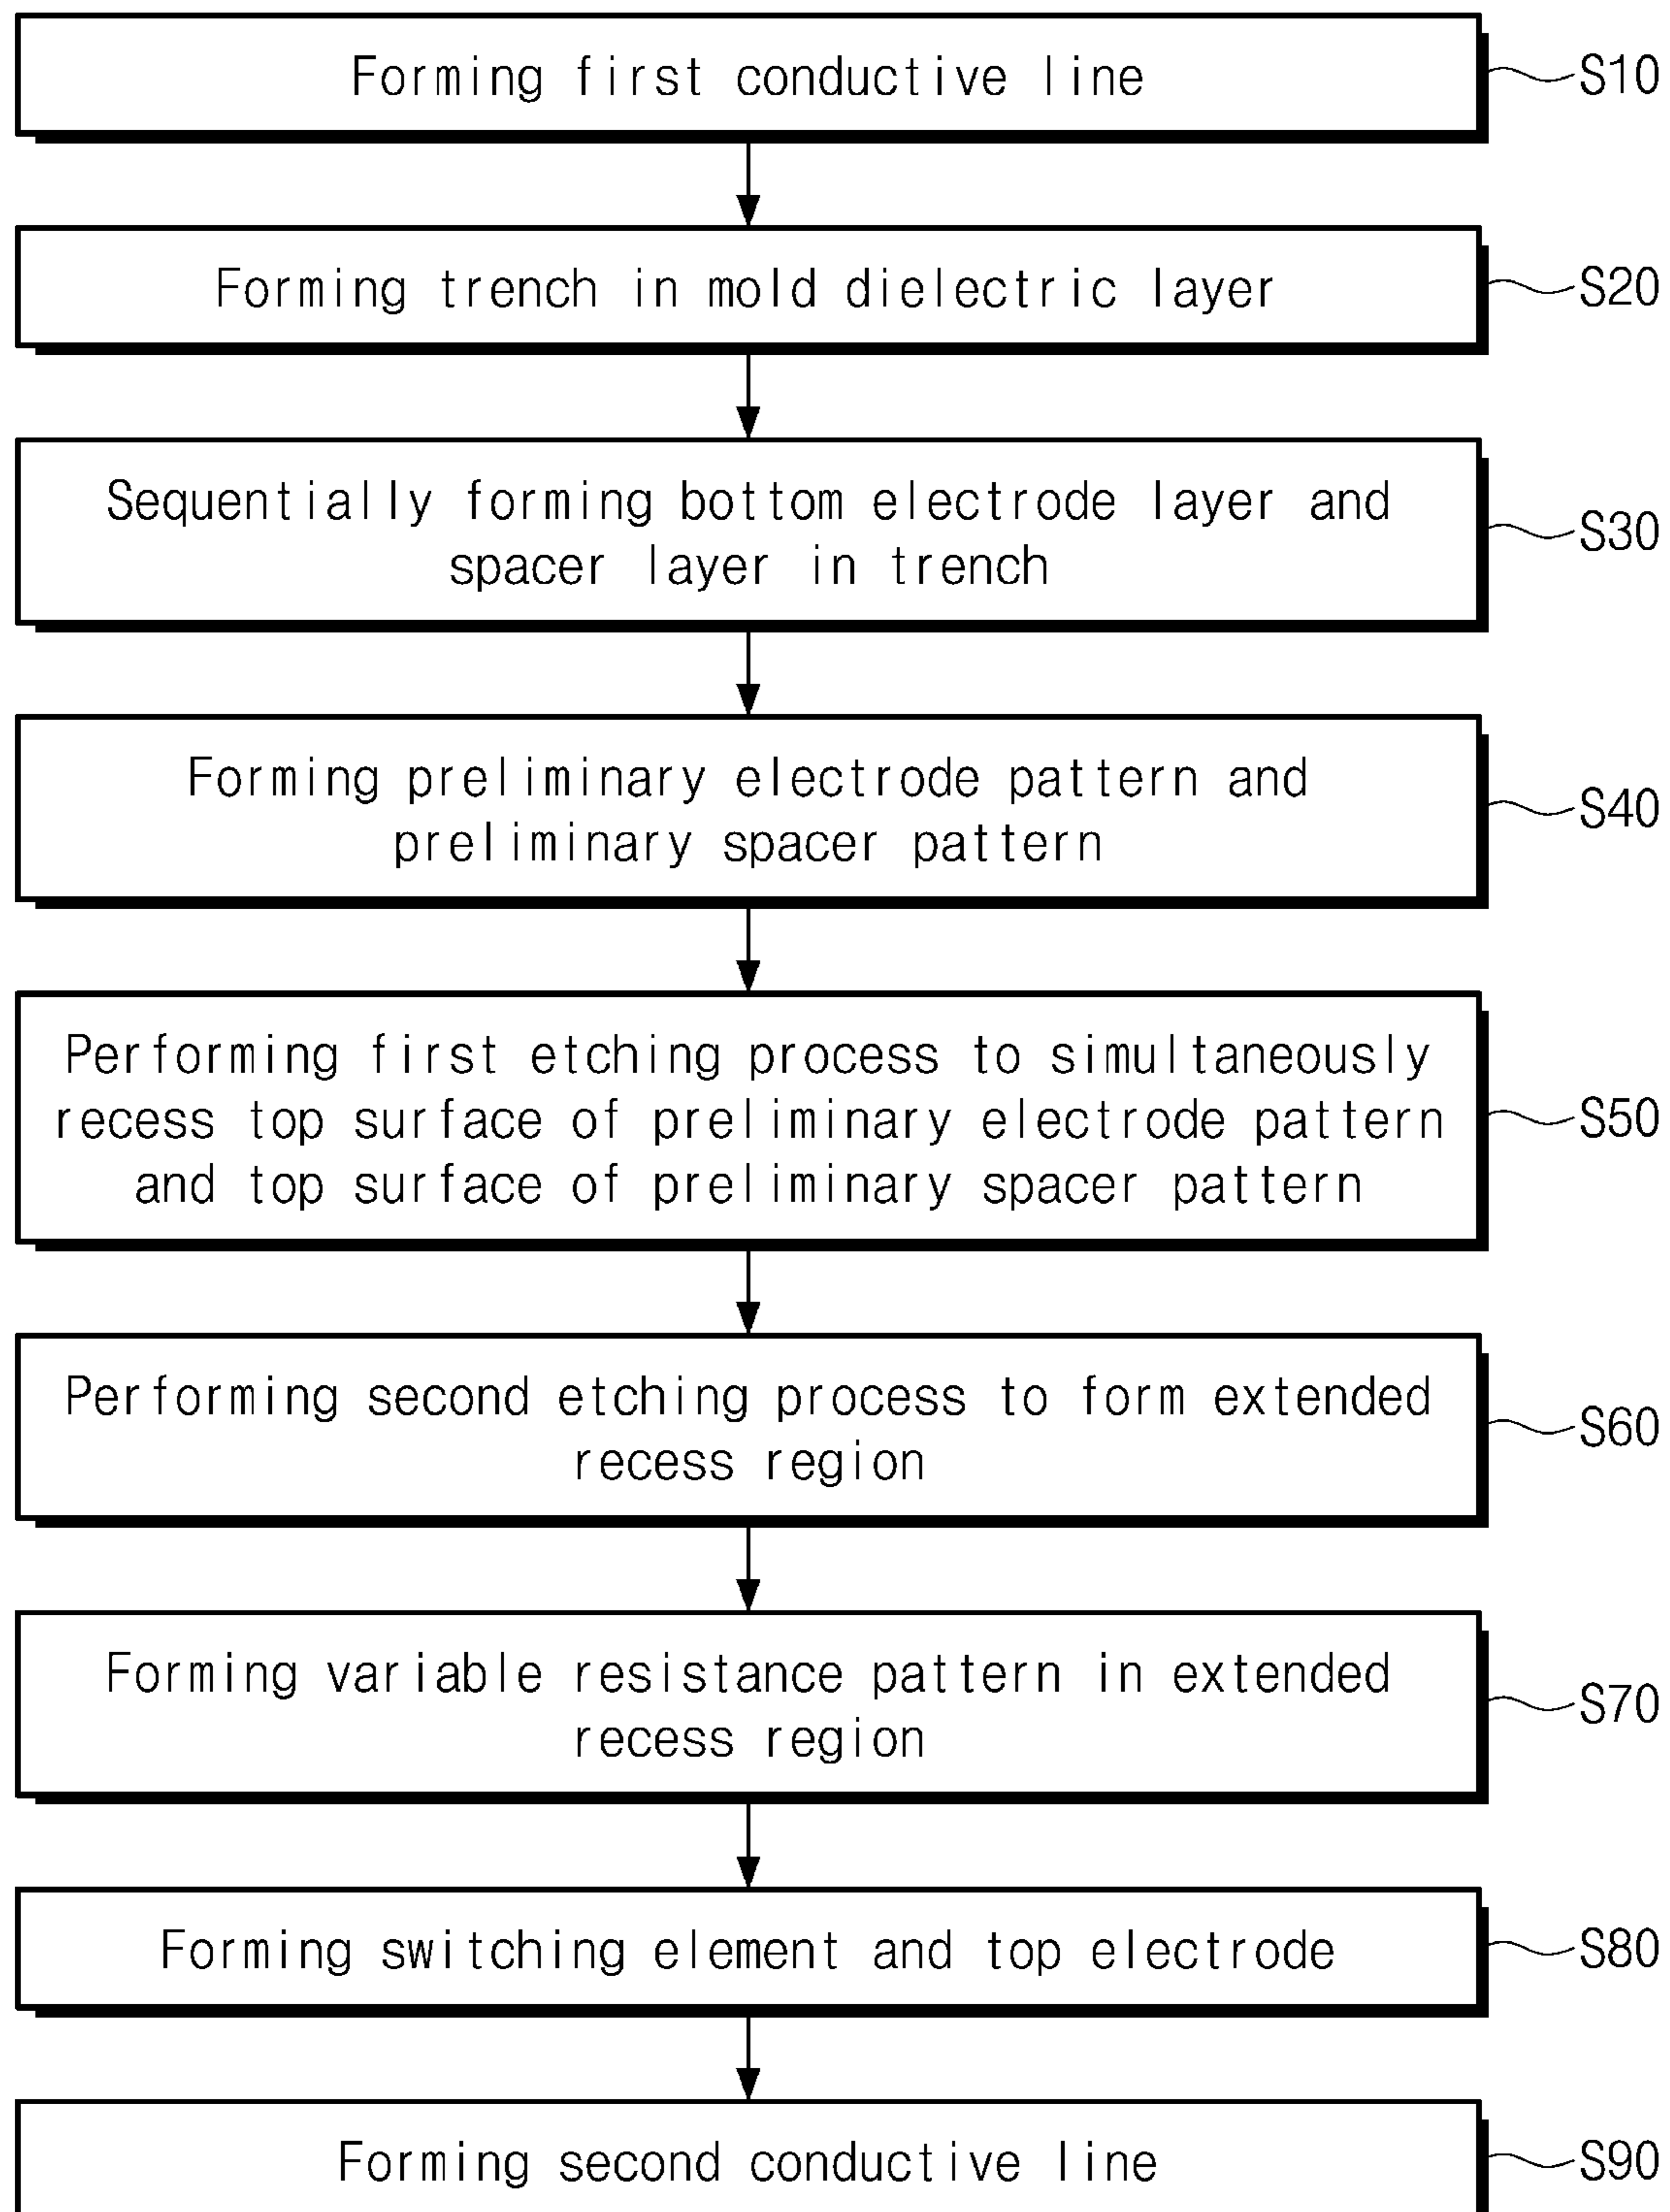 Forming first conductive line
S10
Forming trench in mold dielectric layer
S20
Sequentially forming bottom electrode layer and
spacer layer in trench
S30
Forming preliminary electrode pattern and
preliminary spacer pattern
S40
Performing first etching process to simultaneously
recess top surface of preliminary electrode pattern
and top surface of preliminary spacer pattern
S50
Performing second etching process to form extended
recess region
S60
Forming variable resistance pattern in extended
recess region
S70
Forming switching element and top electrode
S80
Forming second conductive line
S90